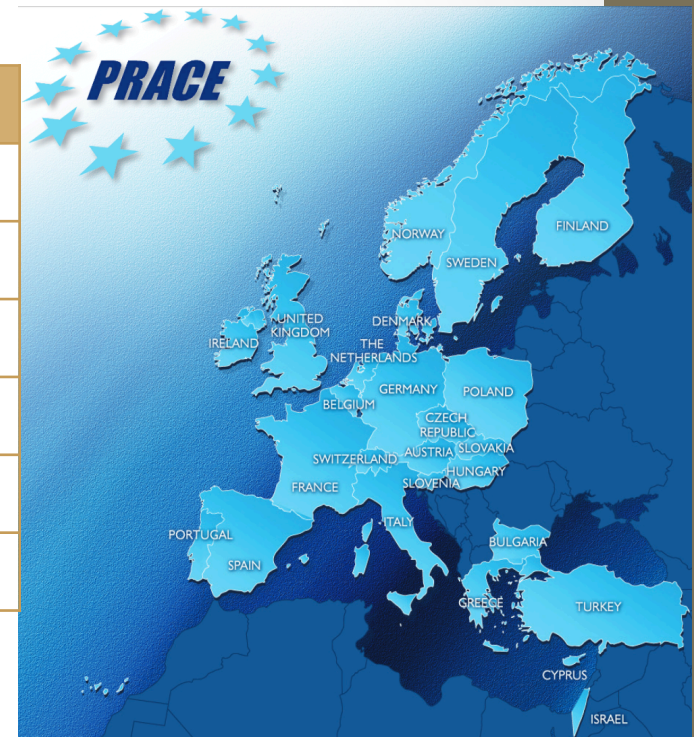 PRACE
NORWAY
FINLAND
SWEDEN
UNITED
KINGDOM
IRELAND
DENMARK
THE
NETHERLANDS
GERMANY
POLAND
BELGIUM
CZECH
REPUBLIC
SWITZERLAND
AUSTRIA
SLOVAKIA
HUNGARY
SLOVENIA
FRANCE
ITALY
PORTUGAL
SPAIN
BULGARIA
GREECE
TURKEY
CYPRUS
ISRAEL